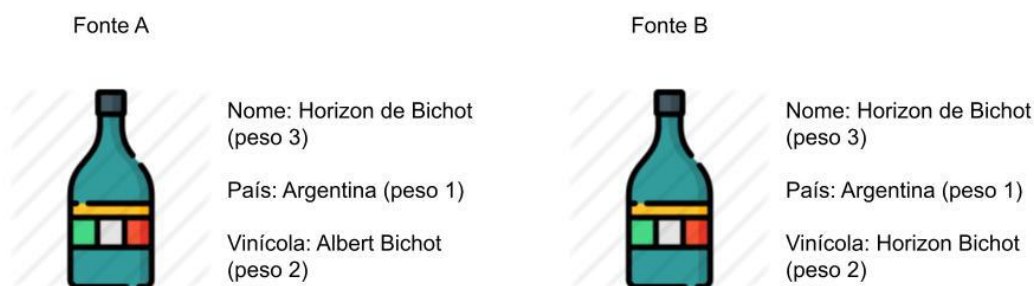 Fonte A
Nome: Horizon de Bichot
(peso 3)
País: Argentina (peso 1)
Vinícola: Albert Bichot
(peso 2)
Fonte B
Nome: Horizon de Bichot
(peso 3)
País: Argentina (peso 1)
Vinícola: Horizon Bichot
(peso 2)